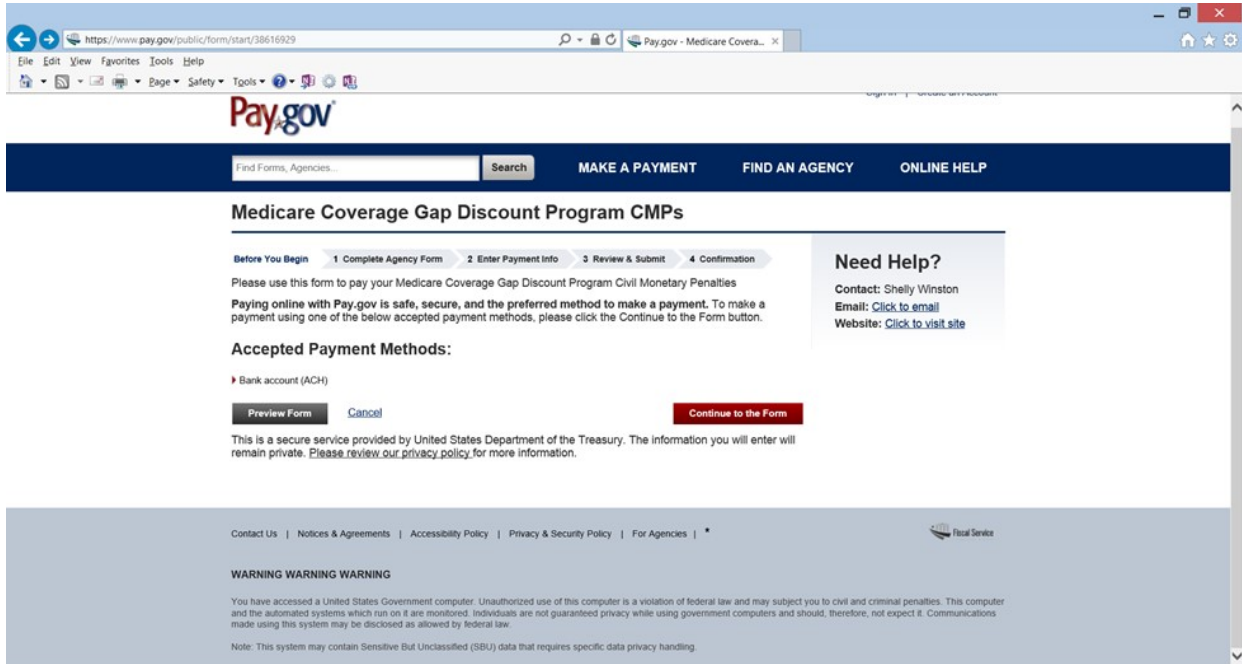 https://www.pay.gov/public/form/start/38616929
Pay.gov - Medicare Covera...
File Edit View Favorites Tools Help
Page Safety Tools
Sign In | Create an Account
Pay.gov
Find Forms, Agencies...
Search
MAKE A PAYMENT
FIND AN AGENCY
ONLINE HELP
Medicare Coverage Gap Discount Program CMPs
Before You Begin
1 Complete Agency Form
2 Enter Payment Info
3 Review & Submit
4 Confirmation
Please use this form to pay your Medicare Coverage Gap Discount Program Civil Monetary Penalties
Paying online with Pay.gov is safe, secure, and the preferred method to make a payment. To make a
payment using one of the below accepted payment methods, please click the Continue to the Form button.
Accepted Payment Methods:
Bank account (ACH)
Preview Form
Cancel
Continue to the Form
This is a secure service provided by United States Department of the Treasury. The information you will enter will
remain private. Please review our privacy policy for more information.
Need Help?
Contact: Shelly Winston
Email: Click to email
Website: Click to visit site
Contact Us | Notices & Agreements | Accessibility Policy | Privacy & Security Policy | For Agencies | *
Fiscal Service
WARNING WARNING WARNING
You have accessed a United States Government computer. Unauthorized use of this computer is a violation of federal law and may subject you to civil and criminal penalties. This computer
and the automated systems which run on it are monitored. Individuals are not guaranteed privacy while using government computers and should, therefore, not expect it. Communications
made using this system may be disclosed as allowed by federal law.
Note: This system may contain Sensitive But Unclassified (SBU) data that requires specific data privacy handling.